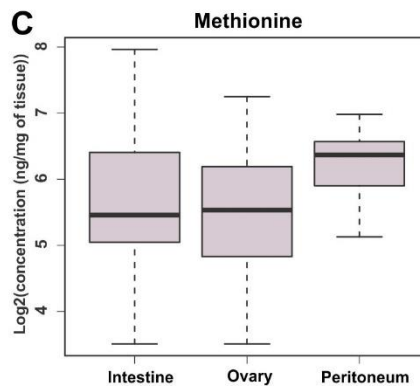 C
Methionine
Log2(concentration (ng/mg of tissue))
8
7
6
5
4
Intestine
Ovary
Peritoneum